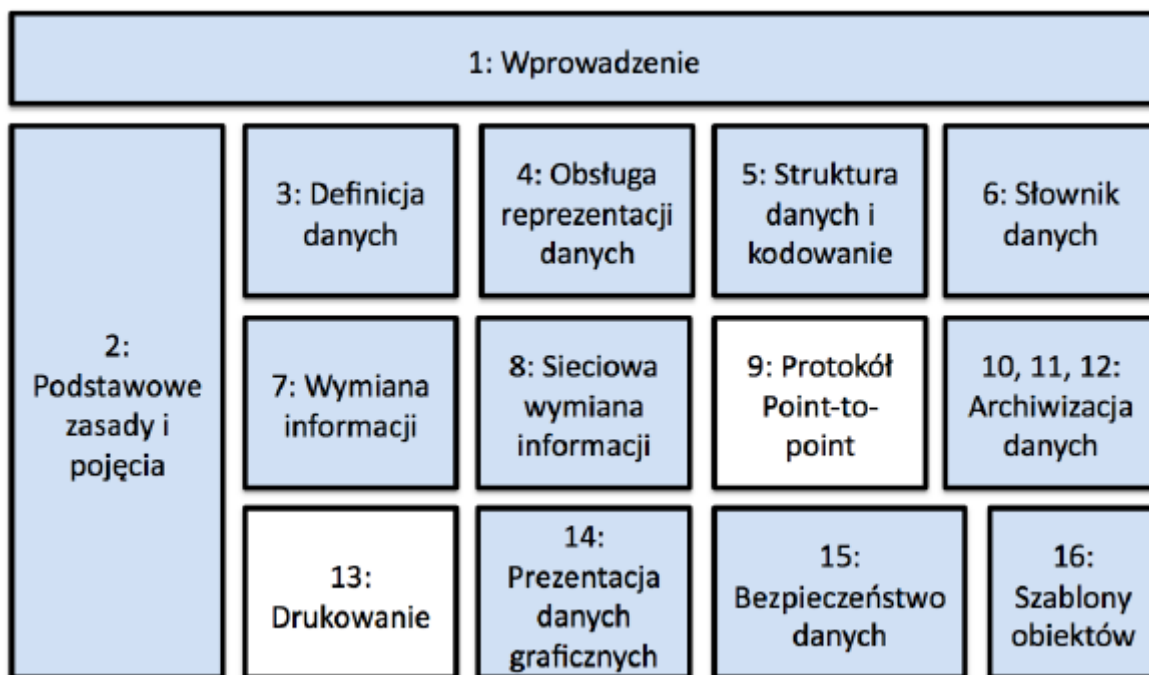 1: Wprowadzenie
2:
Podstawowe
zasady i
pojęcia
3: Definicja
danych
4: Obsługa
reprezentacji
danych
5: Struktura
danych i
kodowanie
6: Słownik
danych
7: Wymiana
informacji
8: Sieciowa
wymiana
informacji
9: Protokół
Point-to-
point
10, 11, 12:
Archiwizacja
danych
13:
Drukowanie
14:
Prezentacja
danych
graficznych
15:
Bezpieczeństwo
danych
16:
Szablony
obiektów